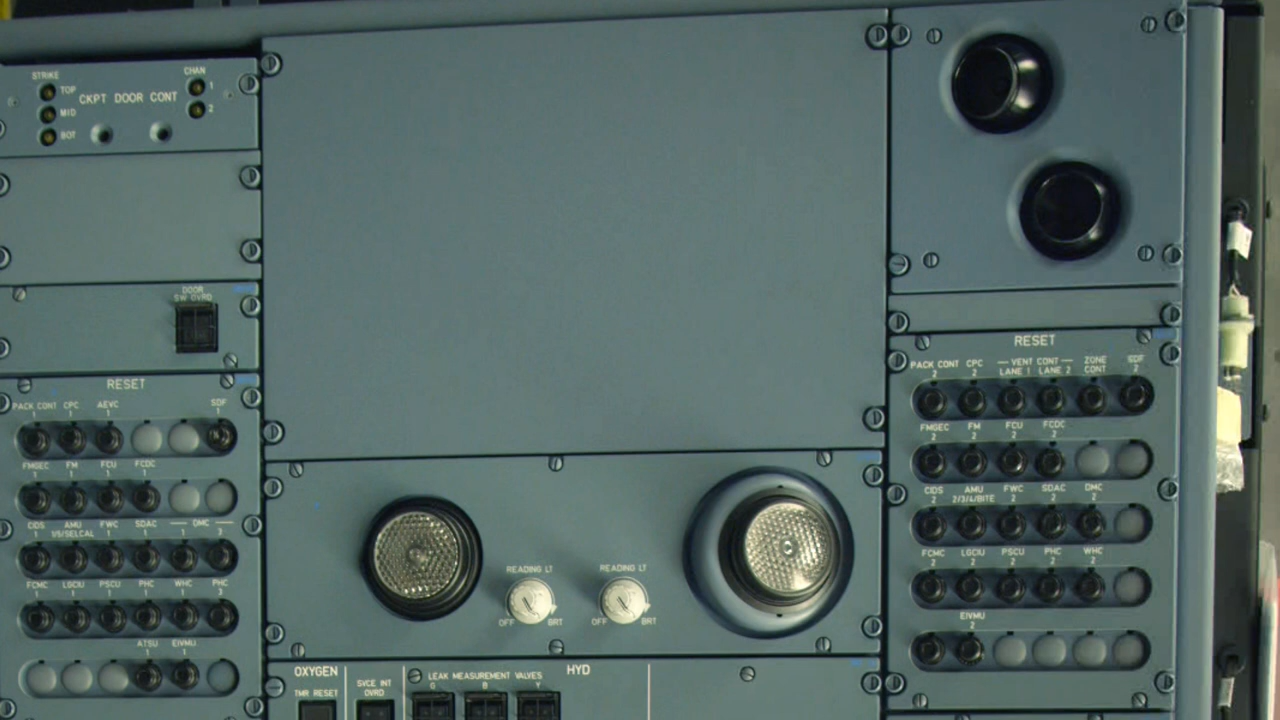 STRIKE
CHAN
TOP
1
CKPT DOOR CONT
MID
2
BOT
DOOR
SW OVRD
RESET
PACK CONT CPC AEVC SDF
1 1 1 1
FMGEC FM FCU FCDC
1 1 1 1
CIDS AMU FWC SDAC — DMC —
1 1/5/SELCAL 1 1 1 3
FCMC LGCIU PSCU PHC WHC PHC
1 1 1 1 1 3
ATSU EIVMU
1 1
READING LT READING LT
OFF BRT OFF BRT
OXYGEN
TMR RESET
SVCE INT
OVRD
HYD
LEAK MEASUREMENT VALVES
G B Y
RESET
PACK CONT CPC — VENT CONT — ZONE SDF
2 2 LANE 1 LANE 2 CONT 2
FMGEC FM FCU FCDC
2 2 2 2
CIDS AMU FWC SDAC DMC
2 2/3/4/BITE 2 2 2
FCMC LGCIU PSCU PHC WHC
2 2 2 2 2
EIVMU
2